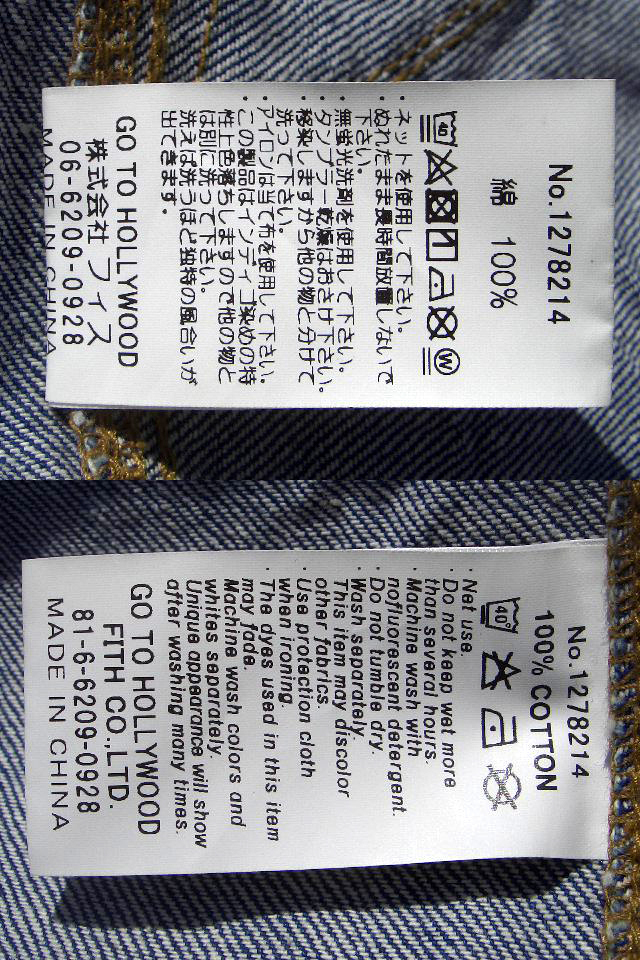 No.1278214
綿 100%
40
W
・ネットを使用して下さい。
・ぬれたまま長時間放置しないで
下さい。
・無蛍光洗剤を使用して下さい。
・タンブラー乾燥はおさけ下さい。
・移染しますから他の物と分けて
洗って下さい。
・アイロンは当て布を使用して下さい。
・この製品はインディゴ染めの特
性上色落ちしますので他の物と
は別に洗って下さい。
洗えば洗うほど独特の風合いが
出てきます。
GO TO HOLLYWOOD
株式会社 フィス
06-6209-0928
MADE IN CHINA
No.1278214
100% COTTON
40°
・Net use.
・Do not keep wet more
than several hours.
・Machine wash with
nofluorescent detergent.
・Do not tumble dry.
・Wash separately.
This item may discolor
other fabrics.
・Use protection cloth
when ironing.
・The dyes used in this item
may fade.
Machine wash colors and
whites separately.
Unique appearance will show
after washing many times.
GO TO HOLLYWOOD
FITH CO.,LTD.
81-6-6209-0928
MADE IN CHINA